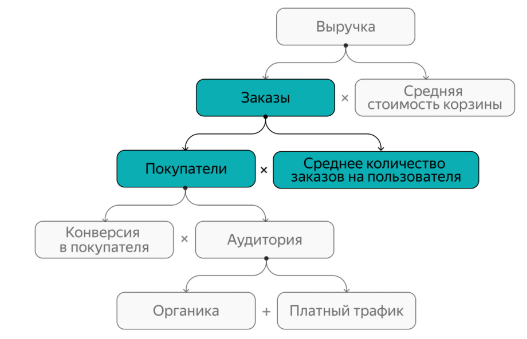 Выручка
Заказы
×
Средняя
стоимость корзины
Покупатели
×
Среднее количество
заказов на пользователя
Конверсия
в покупателя
×
Аудитория
Органика
+
Платный трафик